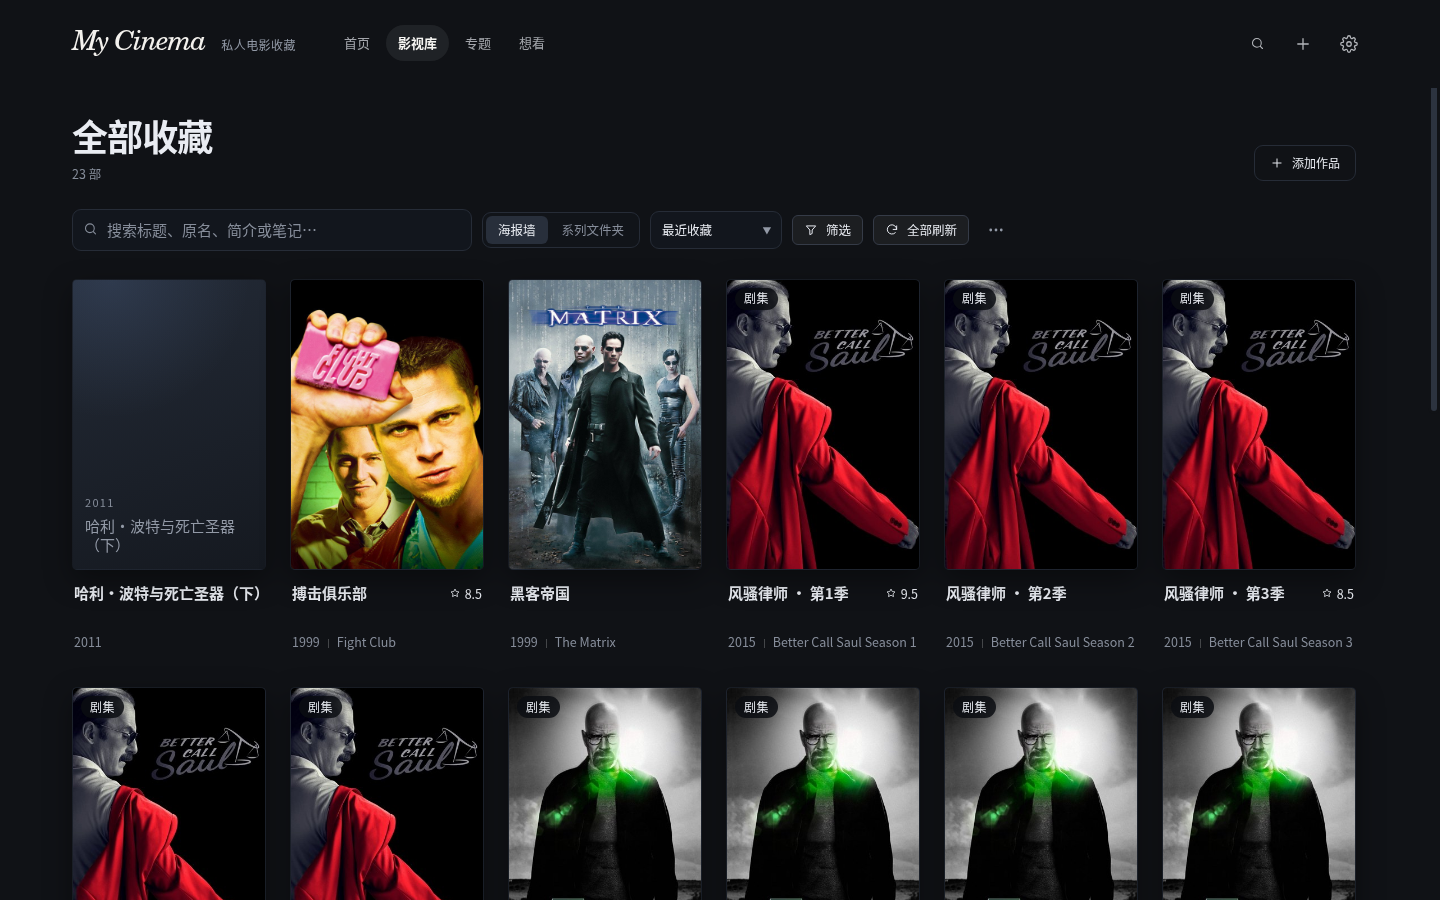 My Cinema 私人电影收藏 首页 影视库 专题 想看
全部收藏
23 部
添加作品
搜索标题、原名、简介或笔记… 海报墙 系列文件夹 最近收藏 筛选 全部刷新
2011
哈利・波特与死亡圣器
（下）
FIGHT
CLUB
MATRIX
剧集
BETTER
CALL
Saul
剧集
BETTER
CALL
Saul
剧集
BETTER
CALL
Saul
哈利・波特与死亡圣器（下）
2011
搏击俱乐部 8.5
1999 Fight Club
黑客帝国
1999 The Matrix
风骚律师 ・ 第1季 9.5
2015 Better Call Saul Season 1
风骚律师 ・ 第2季
2015 Better Call Saul Season 2
风骚律师 ・ 第3季 8.5
2015 Better Call Saul Season 3
剧集
BETTER
CALL
Saul
剧集
BETTER
CALL
Saul
剧集
剧集
剧集
剧集